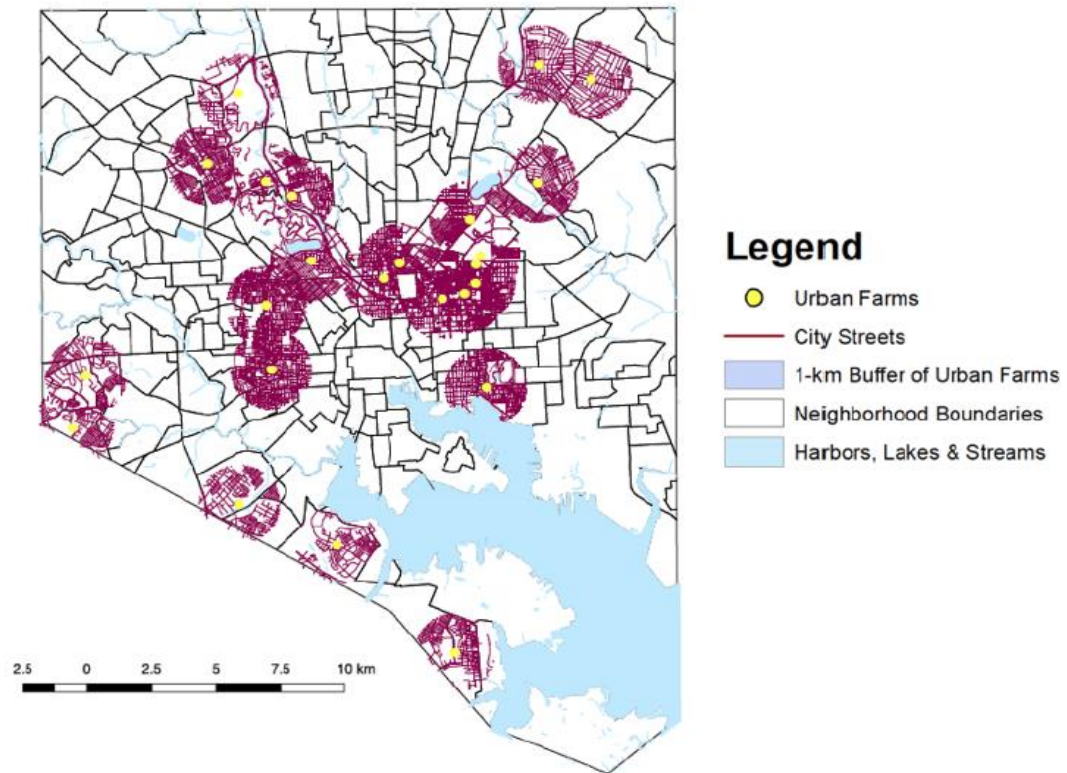 Legend
Urban Farms
City Streets
1-km Buffer of Urban Farms
Neighborhood Boundaries
Harbors, Lakes & Streams
2.5 0 2.5 5 7.5 10 km